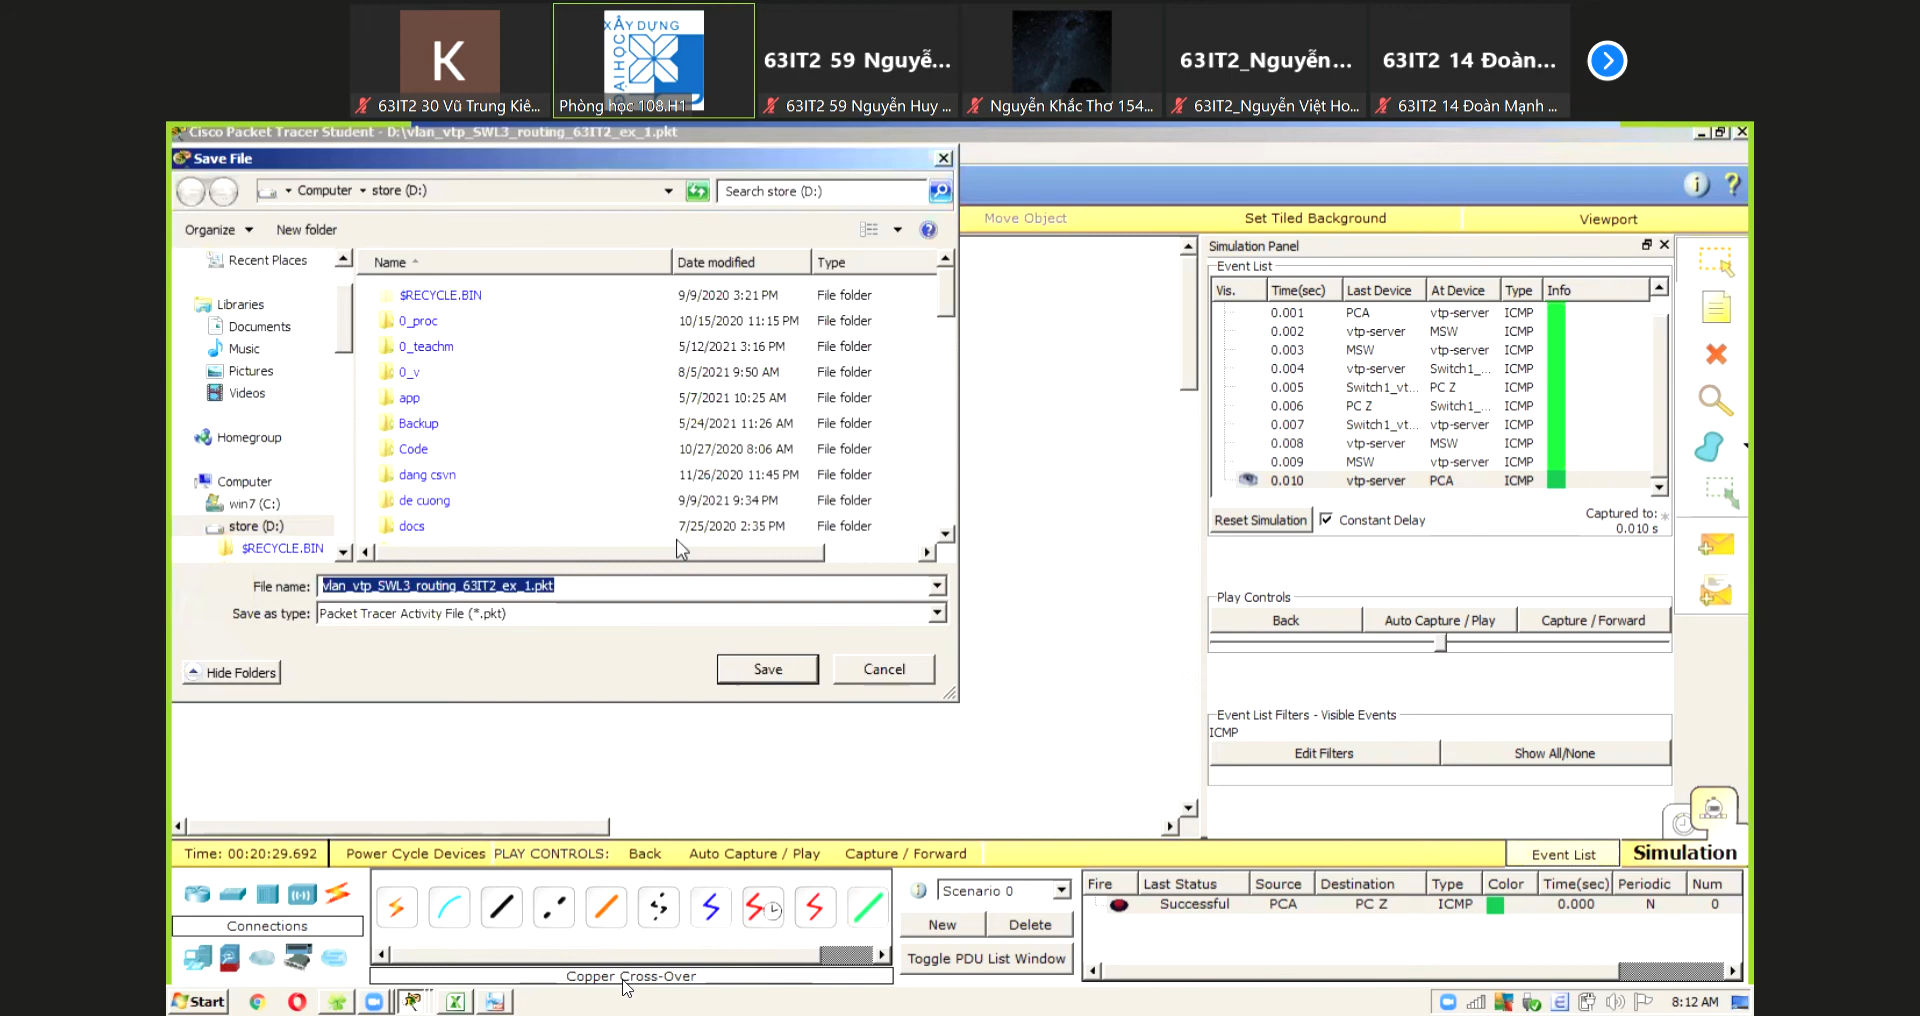 K
XÂY DỰNG
ĐẠI HỌC
63IT2 59 Nguyễ...
63IT2_Nguyễn...
63IT2 14 Đoàn...
63IT2 30 Vũ Trung Kiê...
Phòng học 108.H1
63IT2 59 Nguyễn Huy ...
Nguyễn Khắc Thơ 154...
63IT2_Nguyễn Việt Ho...
63IT2 14 Đoàn Mạnh ...
Cisco Packet Tracer Student - D:\vlan_vtp_SWL3_routing_63IT2_ex_1.pkt
Save File
Computer
store (D:)
Search store (D:)
Organize
New folder
Move Object
Set Tiled Background
Viewport
Recent Places
Libraries
Documents
Music
Pictures
Videos
Homegroup
Computer
win7 (C:)
store (D:)
$RECYCLE.BIN
Name Date modified Type
$RECYCLE.BIN 9/9/2020 3:21 PM File folder
0_proc 10/15/2020 11:15 PM File folder
0_teachm 5/12/2021 3:16 PM File folder
0_v 8/5/2021 9:50 AM File folder
app 5/7/2021 10:25 AM File folder
Backup 5/24/2021 11:26 AM File folder
Code 10/27/2020 8:06 AM File folder
dang csvn 11/26/2020 11:45 PM File folder
de cuong 9/9/2021 9:34 PM File folder
docs 7/25/2020 2:35 PM File folder
File name: vlan_vtp_SWL3_routing_63IT2_ex_1.pkt
Save as type: Packet Tracer Activity File (*.pkt)
Hide Folders
Save
Cancel
Simulation Panel
Event List
Vis. Time(sec) Last Device At Device Type Info
0.001 PCA vtp-server ICMP
0.002 vtp-server MSW ICMP
0.003 MSW vtp-server ICMP
0.004 vtp-server Switch1_... ICMP
0.005 Switch1_vt... PC Z ICMP
0.006 PC Z Switch1_... ICMP
0.007 Switch1_vt... vtp-server ICMP
0.008 vtp-server MSW ICMP
0.009 MSW vtp-server ICMP
0.010 vtp-server PCA ICMP
Reset Simulation
Constant Delay
Captured to: *
0.010 s
Play Controls
Back
Auto Capture / Play
Capture / Forward
Event List Filters - Visible Events
ICMP
Edit Filters
Show All/None
Time: 00:20:29.692 Power Cycle Devices PLAY CONTROLS: Back Auto Capture / Play Capture / Forward
Event List
Simulation
Connections
Copper Cross-Over
Scenario 0
New
Delete
Toggle PDU List Window
Fire Last Status Source Destination Type Color Time(sec) Periodic Num
Successful PCA PC Z ICMP 0.000 N 0
Start
8:12 AM